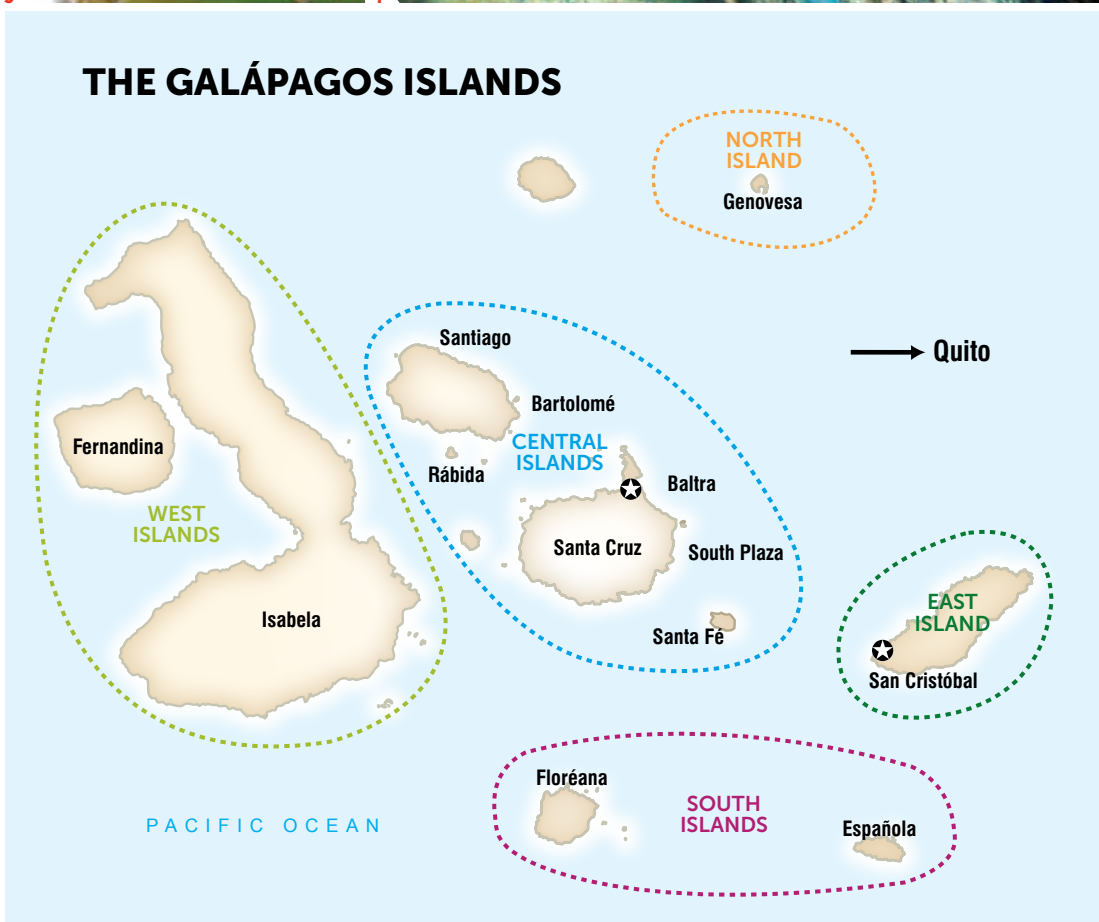 THE GALÁPAGOS ISLANDS
NORTH
ISLAND
Genovesa
Santiago
Quito
Bartolomé
CENTRAL
ISLANDS
Fernandina
Rábida
Baltra
WEST
ISLANDS
Santa Cruz
South Plaza
Isabela
Santa Fé
EAST
ISLAND
San Cristóbal
Floréana
SOUTH
ISLANDS
Española
PACIFIC OCEAN